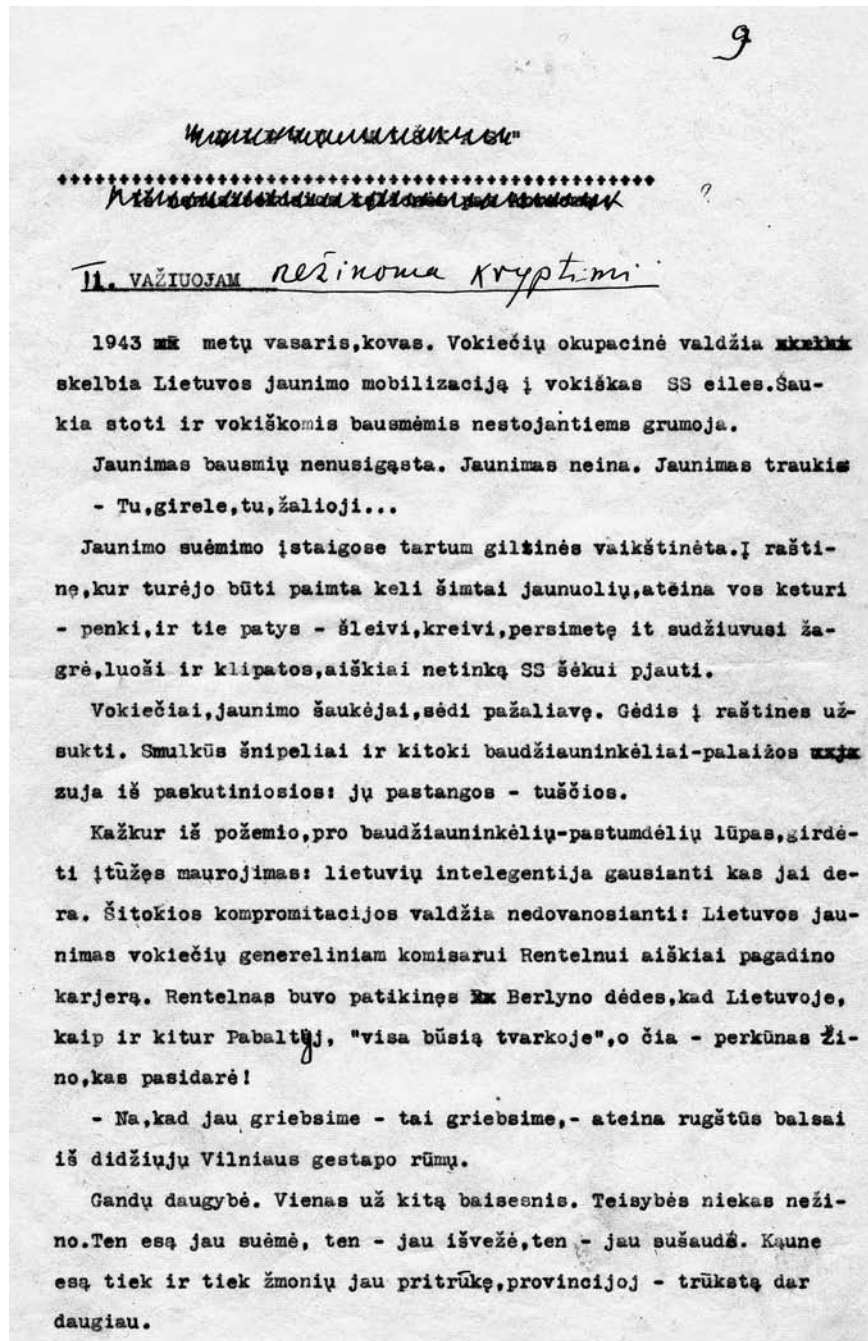 9
++++++++++++++++++++++++++++++++++++++++++++++++
?
II. VAŽIUOJAM nežinoma kryptimi
1943 metų vasaris,kovas. Vokiečių okupacinė valdžia
skelbia Lietuvos jaunimo mobilizaciją į vokiškas SS eiles.Šau-
kia stoti ir vokiškomis bausmėmis nestojantiems grumoja.
Jaunimas bausmių nenusigąsta. Jaunimas neina. Jaunimas traukia
- Tu,girele,tu,žalioji...
Jaunimo suėmimo įstaigose tartum giltinės vaikštinėta.Į rašti-
nę,kur turėjo būti paimta keli šimtai jaunuolių,ateina vos keturi
- penki,ir tie patys - šleivi,kreivi,persimetę it sudžiuvusi ža-
grė,luoši ir klipatos,aiškiai netinką SS šėkui pjauti.
Vokiečiai,jaunimo šaukėjai,sėdi pažaliavę. Gėdis į raštines už-
sukti. Smulkūs šnipeliai ir kitoki baudžiauninkėliai-palaižos
zuja iš paskutiniosios: jų pastangos - tuščios.
Kažkur iš požemio,pro baudžiauninkėlių-pastumdėlių lūpas,girdė-
ti įtūžęs maurojimas: lietuvių intelegentija gausianti kas jai de-
ra. Šitokios kompromitacijos valdžia nedovanosianti: Lietuvos jau-
nimas vokiečių genereliniam komisarui Rentelnui aiškiai pagadino
karjerą. Rentelnas buvo patikinęs Berlyno dėdes,kad Lietuvoje,
kaip ir kitur Pabaltyj, "visa būsią tvarkoje",o čia - perkūnas ži-
no,kas pasidarė!
- Na,kad jau griebsime - tai griebsime,- ateina rugštūs balsai
iš didžiųjų Vilniaus gestapo rūmų.
Gandų daugybė. Vienas už kitą baisesnis. Teisybės niekas neži-
no.Ten esą jau suėmė, ten - jau išvežė,ten - jau sušaudė. Kaune
esą tiek ir tiek žmonių jau pritrūkę,provincijoj - trūkstą dar
daugiau.